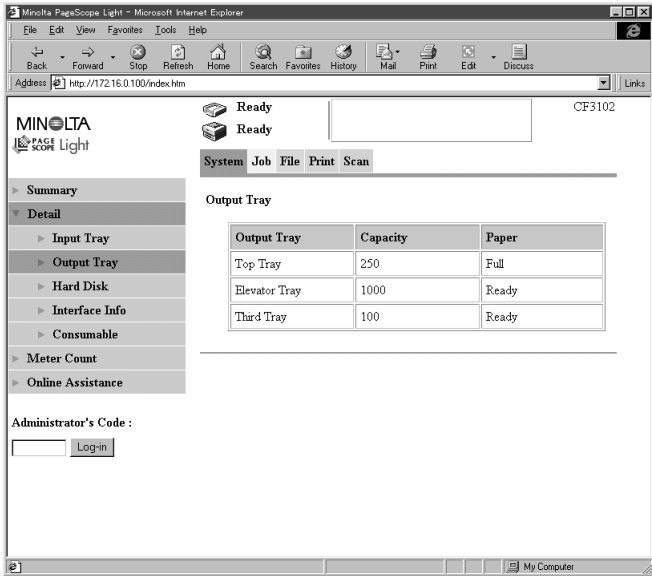 Minolta PageScope Light - Microsoft Internet Explorer
File Edit View Favorites Tools Help
Back Forward Stop Refresh Home Search Favorites History Mail Print Edit Discuss
Address http://172.16.0.100/index.htm Links
MINOLTA
PAGE SCOPE Light
Ready
Ready
CF3102
System Job File Print Scan
Summary
Detail
Input Tray
Output Tray
Hard Disk
Interface Info
Consumable
Meter Count
Online Assistance
Administrator's Code :
Log-in
Output Tray
Output Tray Capacity Paper
Top Tray 250 Full
Elevator Tray 1000 Ready
Third Tray 100 Ready
My Computer